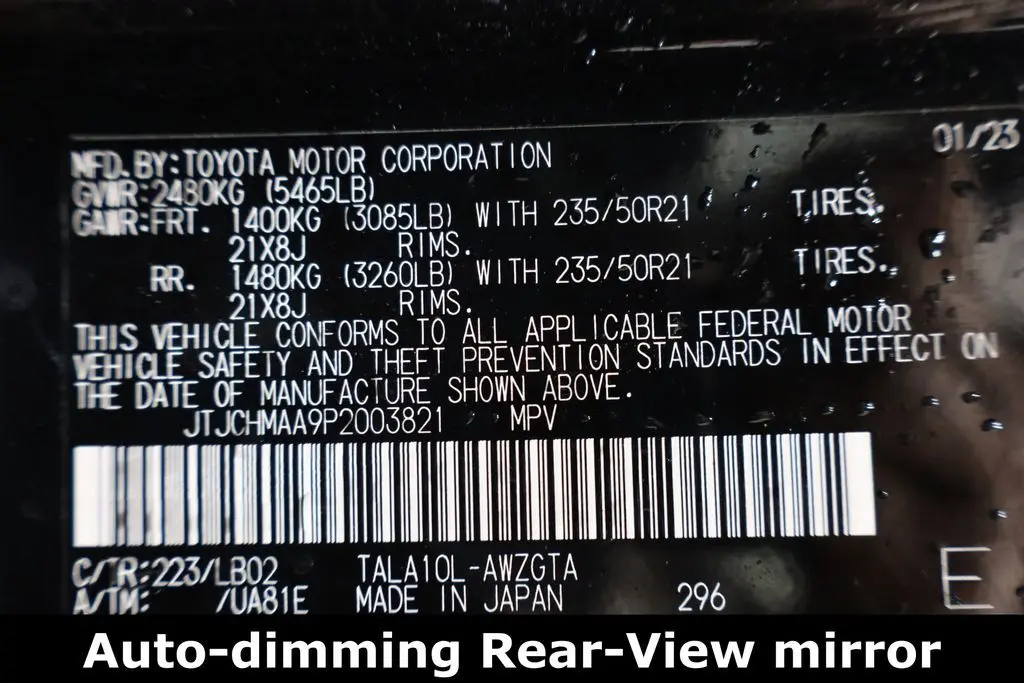 01/23
MFD.BY:TOYOTA MOTOR CORPORATION
GVWR:2480KG (5465LB)
GAWR:FRT. 1400KG (3085LB) WITH 235/50R21 TIRES.
21X8J RIMS.
RR. 1480KG (3260LB) WITH 235/50R21 TIRES.
21X8J RIMS.
THIS VEHICLE CONFORMS TO ALL APPLICABLE FEDERAL MOTOR
VEHICLE SAFETY AND THEFT PREVENTION STANDARDS IN EFFECT ON
THE DATE OF MANUFACTURE SHOWN ABOVE.
JTJCHMAA9P2003821 MPV
C/TR:223/LB02 TALA10L-AWZGTA
A/TM: /UA81E MADE IN JAPAN 296 E
Auto-dimming Rear-View mirror